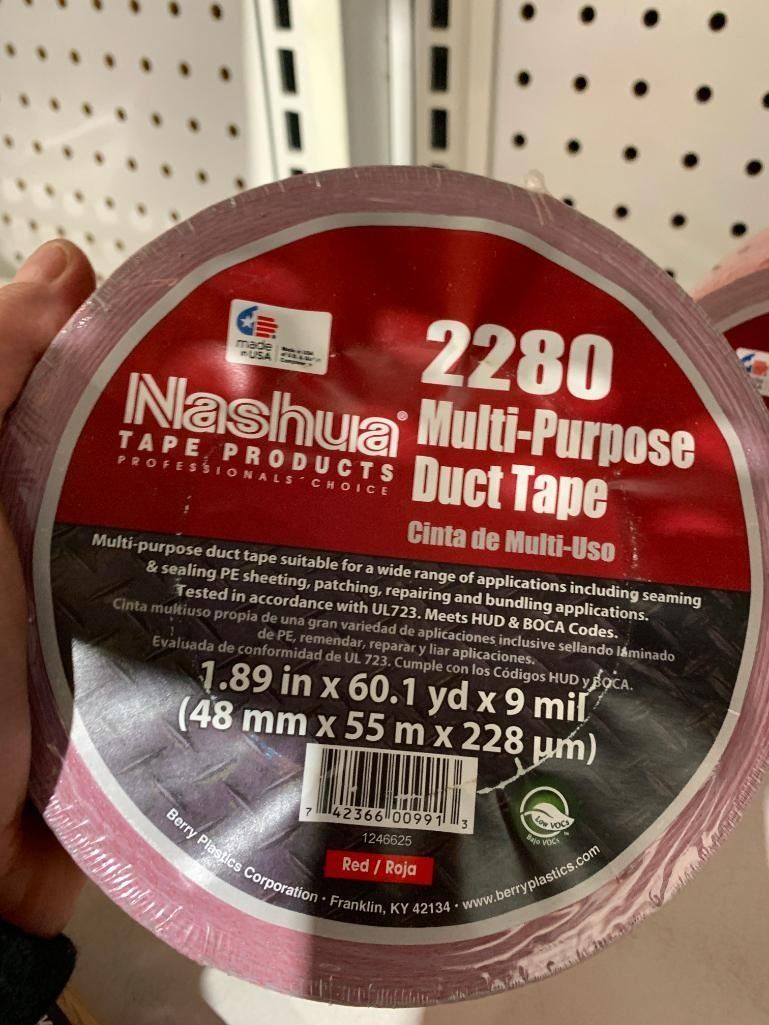 made
in USA
Nashua®
TAPE PRODUCTS
PROFESSIONALS' CHOICE
2280
Multi-Purpose
Duct Tape
Cinta de Multi-Uso
Multi-purpose duct tape suitable for a wide range of applications including seaming
& sealing PE sheeting, patching, repairing and bundling applications.
Tested in accordance with UL723. Meets HUD & BOCA Codes.
Cinta multiuso propia de una gran variedad de aplicaciones inclusive sellando láminado
de PE, remendar, reparar y liar aplicaciones.
Evaluada de conformidad de UL 723. Cumple con los Códigos HUD y BOCA.
1.89 in x 60.1 yd x 9 mil
(48 mm x 55 m x 228 µm)
7 42366 00991 3
1246625
Red / Roja
Low VOCs
Bajo VOCs
Berry Plastics Corporation • Franklin, KY 42134 • www.berryplastics.com